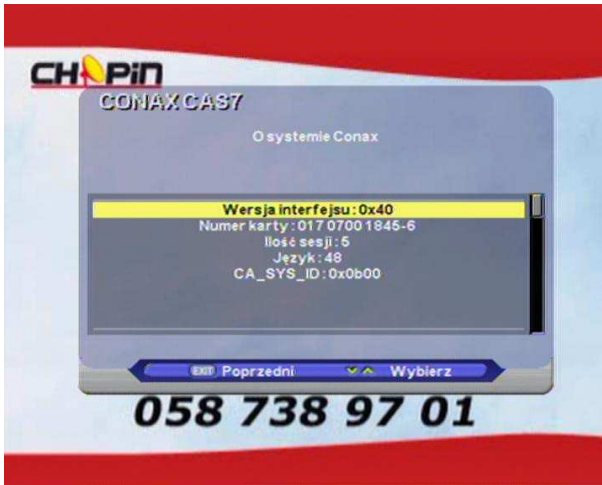 CHOPiN
CONAX CAS7
O systemie Conax
Wersja interfejsu : 0x40
Numer karty : 017 0700 1845-6
Ilość sesji : 5
Język : 48
CA_SYS_ID : 0x0b00
EXIT Poprzedni Wybierz
058 738 97 01